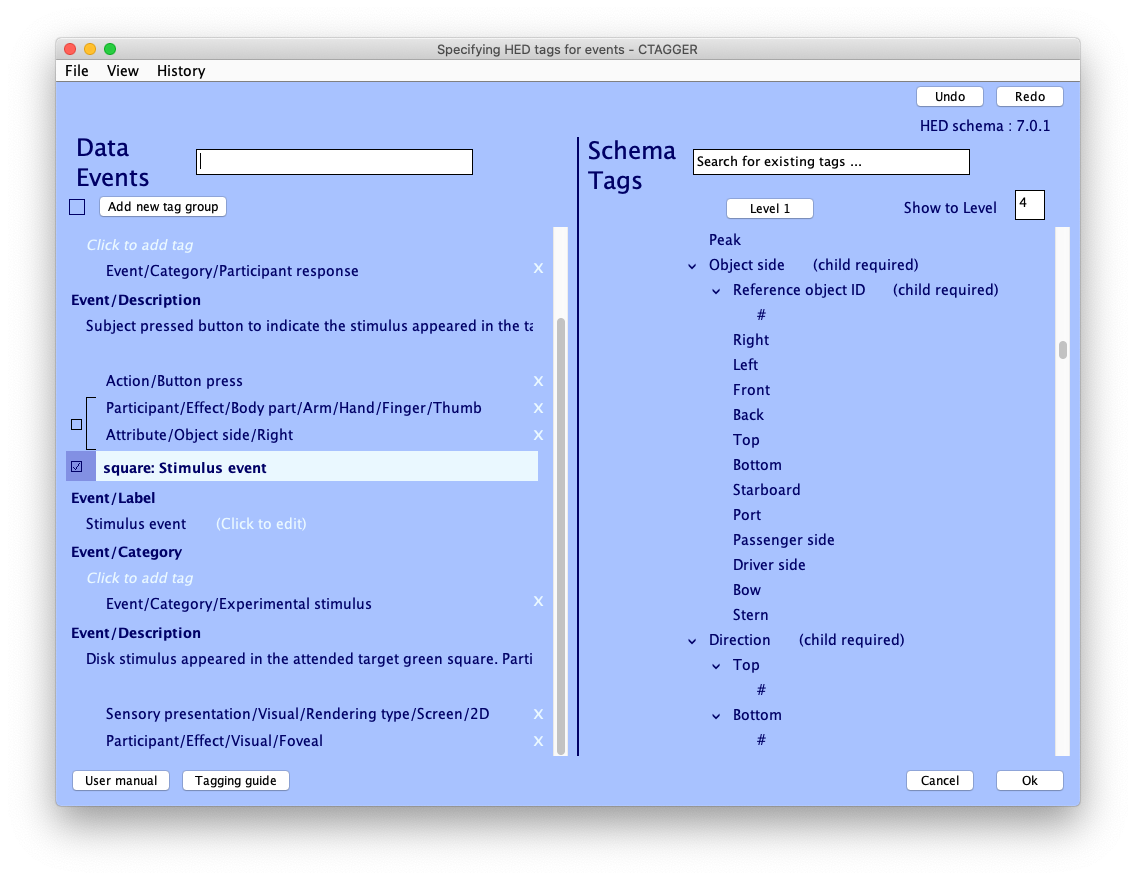 Specifying HED tags for events - CTAGGER
File View History
Undo Redo
HED schema : 7.0.1
Data Events
Add new tag group
Click to add tag
Event/Category/Participant response X
Event/Description
Subject pressed button to indicate the stimulus appeared in the ta
Action/Button press X
Participant/Effect/Body part/Arm/Hand/Finger/Thumb X
Attribute/Object side/Right X
square: Stimulus event
Event/Label
Stimulus event (Click to edit)
Event/Category
Click to add tag
Event/Category/Experimental stimulus X
Event/Description
Disk stimulus appeared in the attended target green square. Parti
Sensory presentation/Visual/Rendering type/Screen/2D X
Participant/Effect/Visual/Foveal X
User manual Tagging guide
Schema Tags
Search for existing tags ...
Level 1 Show to Level 4
Peak
Object side (child required)
Reference object ID (child required)
#
Right
Left
Front
Back
Top
Bottom
Starboard
Port
Passenger side
Driver side
Bow
Stern
Direction (child required)
Top
#
Bottom
#
Cancel Ok